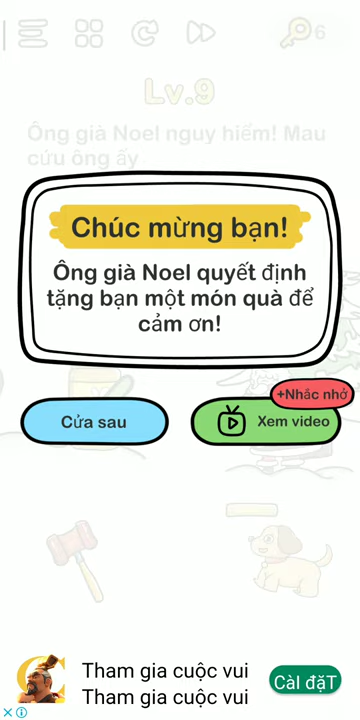 6
Lv.9
Ông già Noel nguy hiểm! Mau
cứu ông ấy
Chúc mừng bạn!
Ông già Noel quyết định
tặng bạn một món quà để
cảm ơn!
+Nhắc nhở
Cửa sau
Xem video
Tham gia cuộc vui
Tham gia cuộc vui
Cài đặT